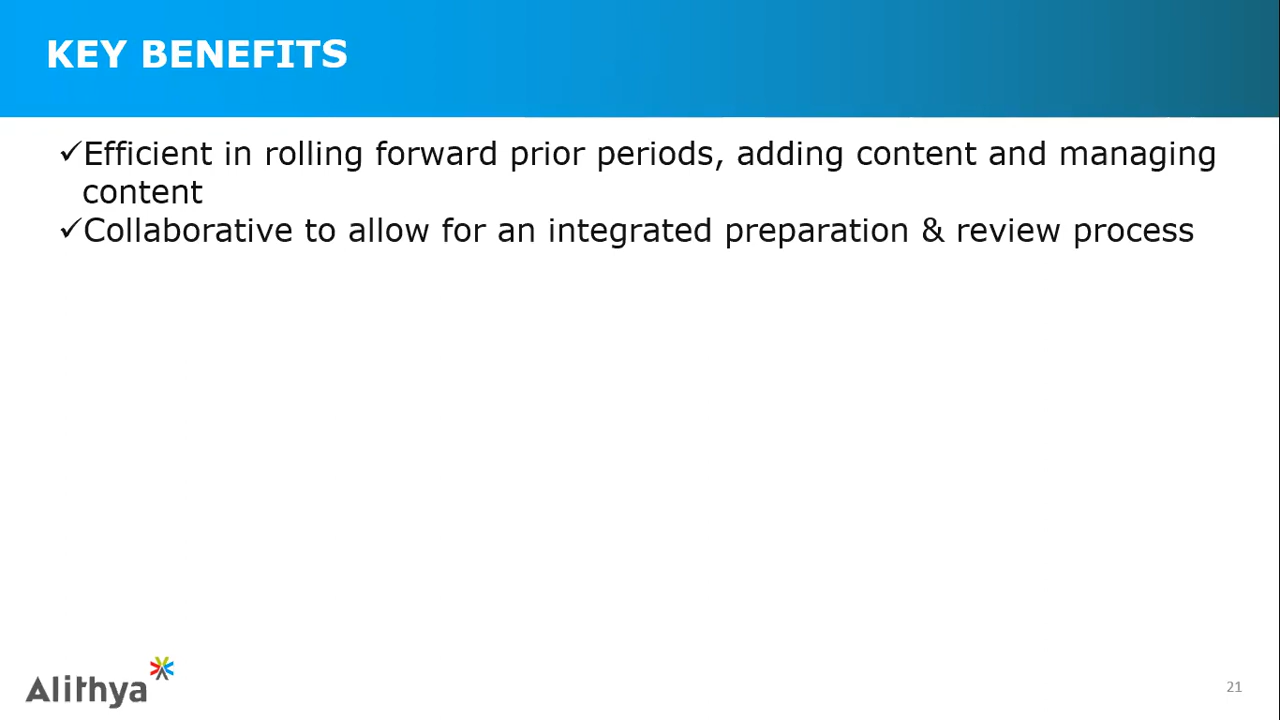 KEY BENEFITS
✓Efficient in rolling forward prior periods, adding content and managing
content
✓Collaborative to allow for an integrated preparation & review process
Alithya
21